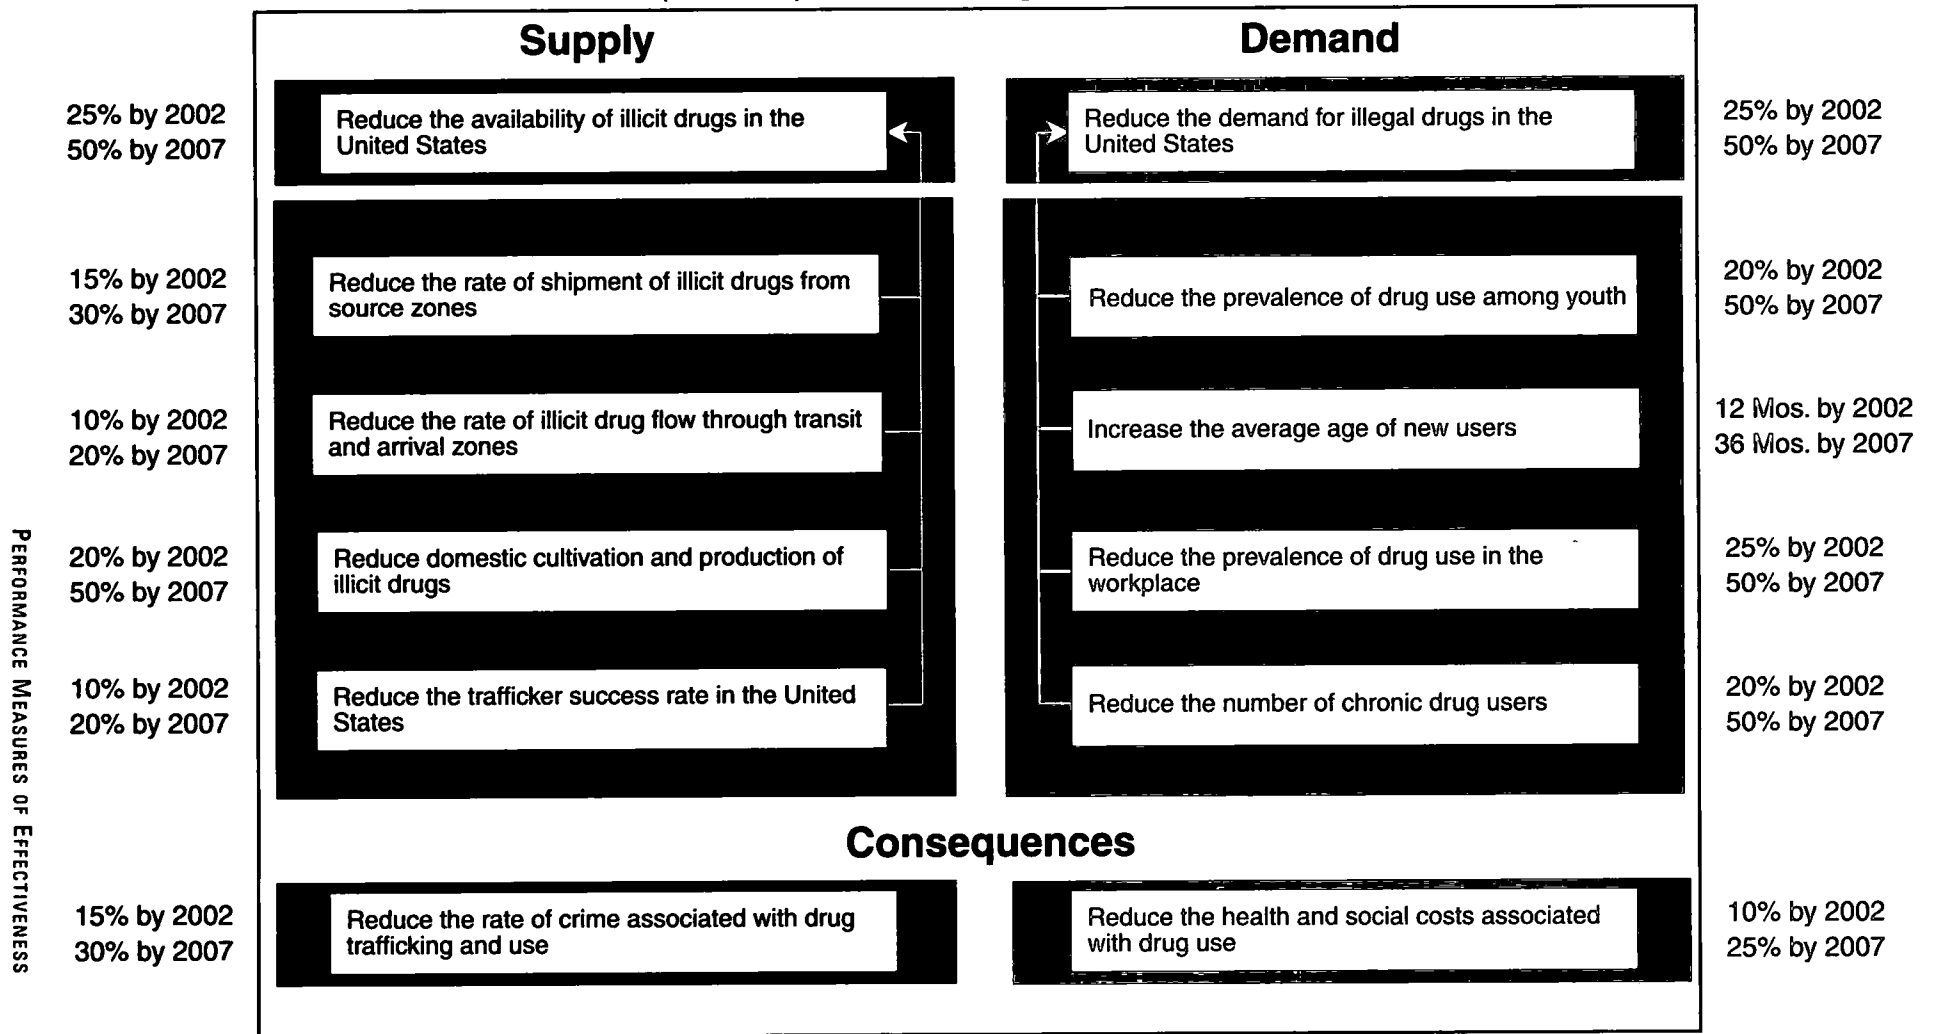 Supply
Demand
25% by 2002
50% by 2007
Reduce the availability of illicit drugs in the
United States
Reduce the demand for illegal drugs in the
United States
25% by 2002
50% by 2007
15% by 2002
30% by 2007
Reduce the rate of shipment of illicit drugs from
source zones
Reduce the prevalence of drug use among youth
20% by 2002
50% by 2007
10% by 2002
20% by 2007
Reduce the rate of illicit drug flow through transit
and arrival zones
Increase the average age of new users
12 Mos. by 2002
36 Mos. by 2007
20% by 2002
50% by 2007
Reduce domestic cultivation and production of
illicit drugs
Reduce the prevalence of drug use in the
workplace
25% by 2002
50% by 2007
10% by 2002
20% by 2007
Reduce the trafficker success rate in the United
States
Reduce the number of chronic drug users
20% by 2002
50% by 2007
Consequences
15% by 2002
30% by 2007
Reduce the rate of crime associated with drug
trafficking and use
Reduce the health and social costs associated
with drug use
10% by 2002
25% by 2007
PERFORMANCE MEASURES OF EFFECTIVENESS